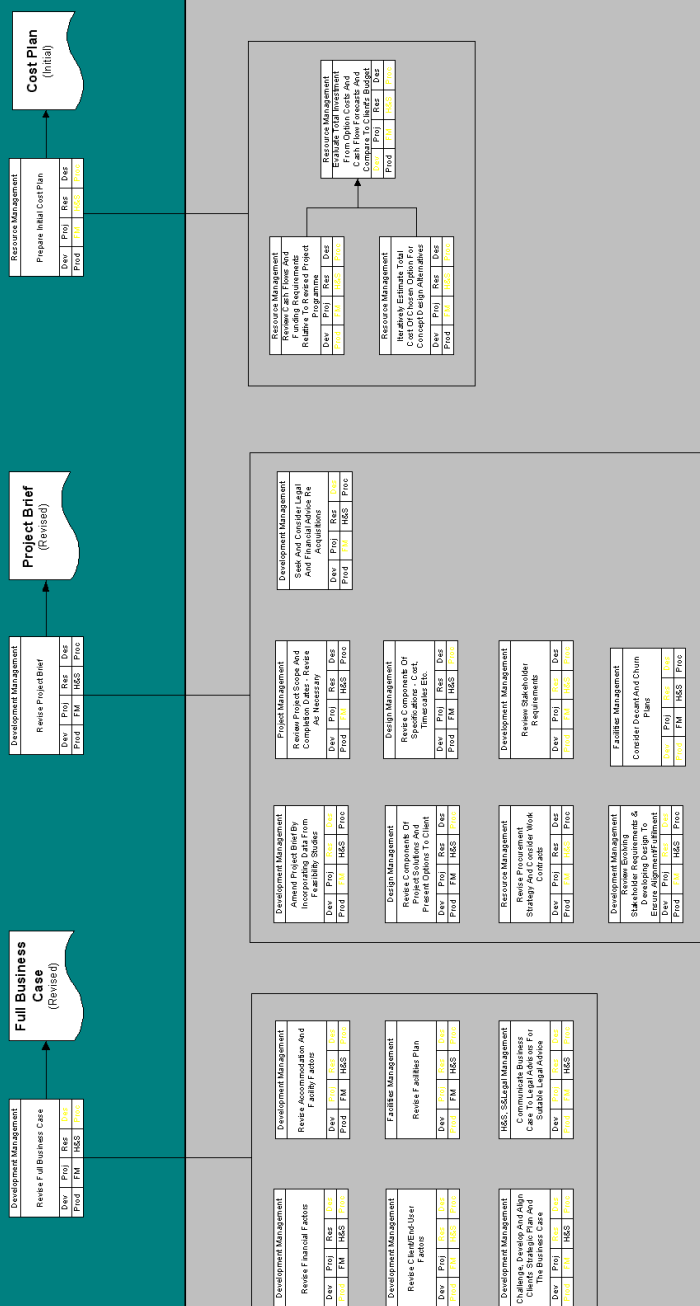 Development Management
Revise Full Business Case
Dev Proj Res
Prod FM H&S
Full Business
Case
(Revised)
Development Management
Revise Project Brief
Dev Proj Res Des
Prod FM H&S Proc
Project Brief
(Revised)
Resource Management
Prepare Initial Cost Plan
Dev Proj Res Des
Prod FM H&S
Cost Plan
(Initial)
Development Management
Revise Financial Factors
Dev Proj Res
Prod FM H&S
Development Management
Revise Accommodation And
Facility Factors
Dev
Prod FM H&S
Development Management
Revise Client/End-User
Factors
Dev Proj
Facilities Management
Revise Facilities Plan
Dev
FM H&S
Development Management
Challenge, Develop And Align
Clients Strategic Plan And
The Business Case
Dev Proj
FM H&S
H&S, S&Legal Management
Communicate Business
Case To Legal Advisors For
Suitable Legal Advice
Dev
H&S
Development Management
Amend Project Brief By
Incorporating Data From
Feasibility Studies
Dev Proj
Prod FM H&S Proc
Project Management
Review Project Scope And
Completion Dates - Revise
As Necessary
Dev Proj Res Des
Prod FM H&S Proc
Development Management
Seek And Consider Legal
And Financial Advice Re
Acquisitions
Dev Proj Res
Prod FM H&S Proc
Design Management
Revise Components Of
Project Solutions And
Present Options To Client
Dev Proj Res Des
Prod FM H&S
Design Management
Revise Components Of
Specifications - Cost,
Timescales Etc.
Dev Proj Res Des
Prod FM H&S
Resource Management
Revise Procurement
Strategy And Consider Work
Contracts
Dev Proj Res Des
Prod FM H&S Proc
Development Management
Review Stakeholder
Requirements
Dev Proj Des
Development Management
Review Evolving
Stakeholder Requirements &
Developing Design To
Ensure Alignment/Fulfilment
Dev Proj
Prod H&S Proc
Facilities Management
Consider Decant And Churn
Plans
Proj
FM H&S Proc
Resource Management
Review Cash Flows And
Funding Requirements
Relative To Revised Project
Programme
Dev Proj Res Des
Resource Management
Iteratively Estimate Total
Cost Of Chosen Option For
Concept Design Alternatives
Dev Proj Res Des
Prod FM H&S
Resource Management
Evaluate Total Investment
From Option Costs And
Cash Flow Forecasts And
Compare To Client's Budget
Proj Res Des
Prod FM H&S